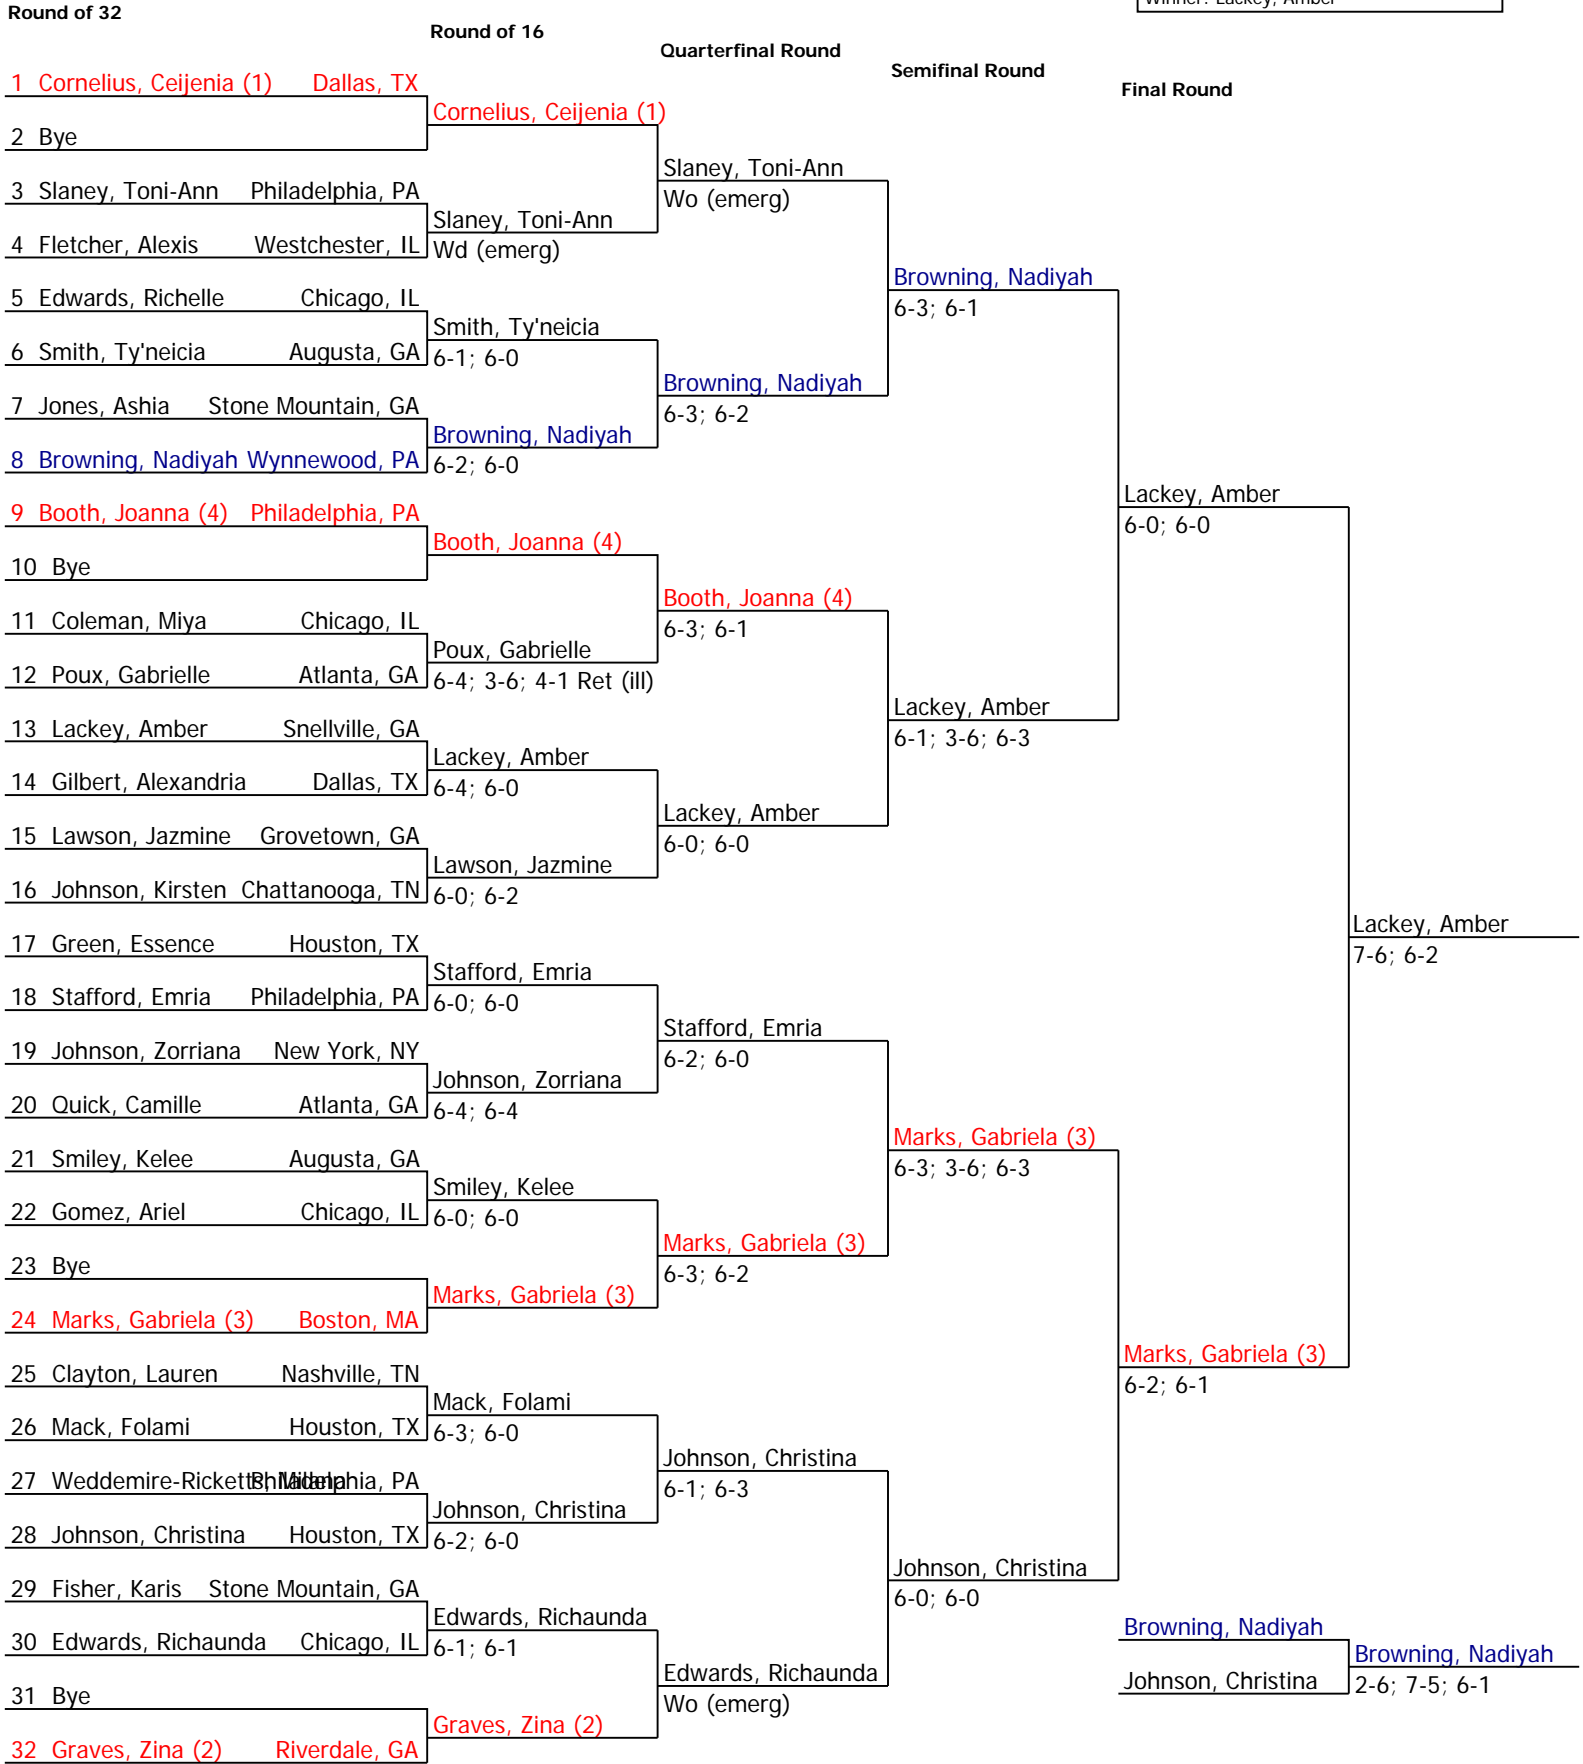 Winner: Lackey, Amber
Round of 32
Round of 16
Quarterfinal Round
Semifinal Round
Final Round
1 Cornelius, Ceijenia (1) Dallas, TX
2 Bye
3 Slaney, Toni-Ann Philadelphia, PA
4 Fletcher, Alexis Westchester, IL
5 Edwards, Richelle Chicago, IL
6 Smith, Ty'neicia Augusta, GA
7 Jones, Ashia Stone Mountain, GA
8 Browning, Nadiyah Wynnewood, PA
9 Booth, Joanna (4) Philadelphia, PA
10 Bye
11 Coleman, Miya Chicago, IL
12 Poux, Gabrielle Atlanta, GA
13 Lackey, Amber Snellville, GA
14 Gilbert, Alexandria Dallas, TX
15 Lawson, Jazmine Grovetown, GA
16 Johnson, Kirsten Chattanooga, TN
17 Green, Essence Houston, TX
18 Stafford, Emria Philadelphia, PA
19 Johnson, Zorriana New York, NY
20 Quick, Camille Atlanta, GA
21 Smiley, Kelee Augusta, GA
22 Gomez, Ariel Chicago, IL
23 Bye
24 Marks, Gabriela (3) Boston, MA
25 Clayton, Lauren Nashville, TN
26 Mack, Folami Houston, TX
27 Weddemire-Ricketts, Milana Philadelphia, PA
28 Johnson, Christina Houston, TX
29 Fisher, Karis Stone Mountain, GA
30 Edwards, Richaunda Chicago, IL
31 Bye
32 Graves, Zina (2) Riverdale, GA
Cornelius, Ceijenia (1)
Slaney, Toni-Ann
Wd (emerg)
Smith, Ty'neicia
6-1; 6-0
Browning, Nadiyah
6-2; 6-0
Booth, Joanna (4)
Poux, Gabrielle
6-4; 3-6; 4-1 Ret (ill)
Lackey, Amber
6-4; 6-0
Lawson, Jazmine
6-0; 6-2
Stafford, Emria
6-0; 6-0
Johnson, Zorriana
6-4; 6-4
Smiley, Kelee
6-0; 6-0
Marks, Gabriela (3)
Mack, Folami
6-3; 6-0
Johnson, Christina
6-2; 6-0
Edwards, Richaunda
6-1; 6-1
Graves, Zina (2)
Slaney, Toni-Ann
Wo (emerg)
Browning, Nadiyah
6-3; 6-2
Booth, Joanna (4)
6-3; 6-1
Lackey, Amber
6-0; 6-0
Stafford, Emria
6-2; 6-0
Marks, Gabriela (3)
6-3; 6-2
Johnson, Christina
6-1; 6-3
Edwards, Richaunda
Wo (emerg)
Browning, Nadiyah
6-3; 6-1
Lackey, Amber
6-1; 3-6; 6-3
Marks, Gabriela (3)
6-3; 3-6; 6-3
Johnson, Christina
6-0; 6-0
Lackey, Amber
6-0; 6-0
Marks, Gabriela (3)
6-2; 6-1
Lackey, Amber
7-6; 6-2
Browning, Nadiyah
Johnson, Christina
Browning, Nadiyah
2-6; 7-5; 6-1